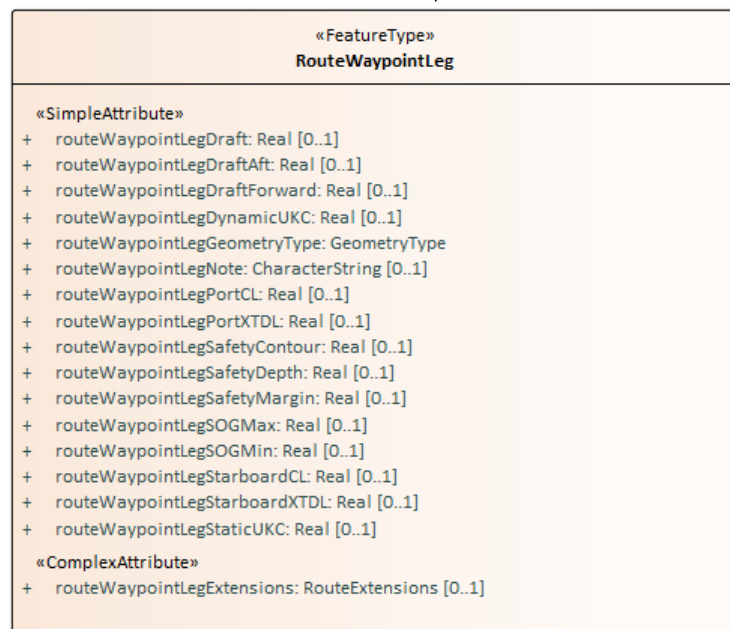 «FeatureType»
RouteWaypointLeg
«SimpleAttribute»
+ routeWaypointLegDraft: Real [0..1]
+ routeWaypointLegDraftAft: Real [0..1]
+ routeWaypointLegDraftForward: Real [0..1]
+ routeWaypointLegDynamicUKC: Real [0..1]
+ routeWaypointLegGeometryType: GeometryType
+ routeWaypointLegNote: CharacterString [0..1]
+ routeWaypointLegPortCL: Real [0..1]
+ routeWaypointLegPortXTDL: Real [0..1]
+ routeWaypointLegSafetyContour: Real [0..1]
+ routeWaypointLegSafetyDepth: Real [0..1]
+ routeWaypointLegSafetyMargin: Real [0..1]
+ routeWaypointLegSOGMax: Real [0..1]
+ routeWaypointLegSOGMin: Real [0..1]
+ routeWaypointLegStarboardCL: Real [0..1]
+ routeWaypointLegStarboardXTDL: Real [0..1]
+ routeWaypointLegStaticUKC: Real [0..1]
«ComplexAttribute»
+ routeWaypointLegExtensions: RouteExtensions [0..1]